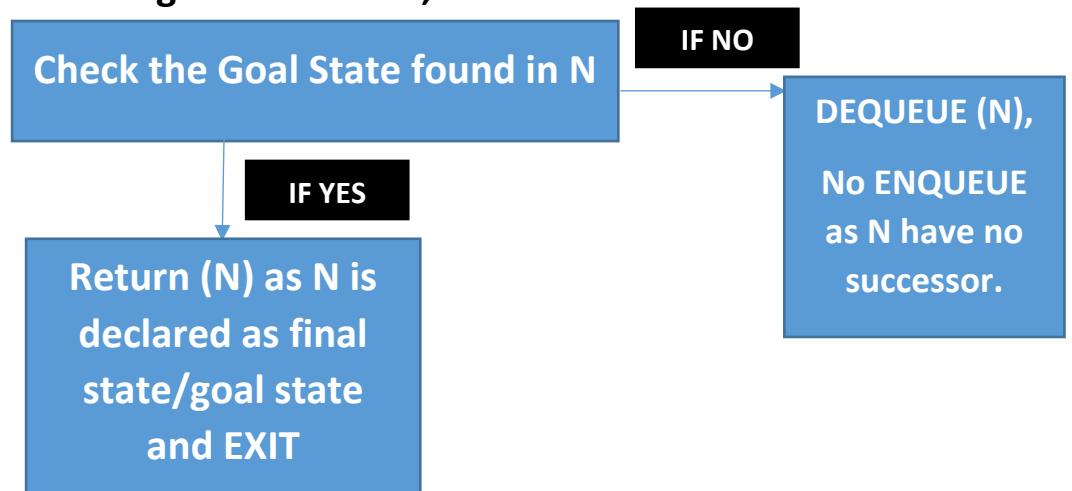 IF NO
Check the Goal State found in N
DEQUEUE (N),
No ENQUEUE
as N have no
successor.
IF YES
Return (N) as N is
declared as final
state/goal state
and EXIT